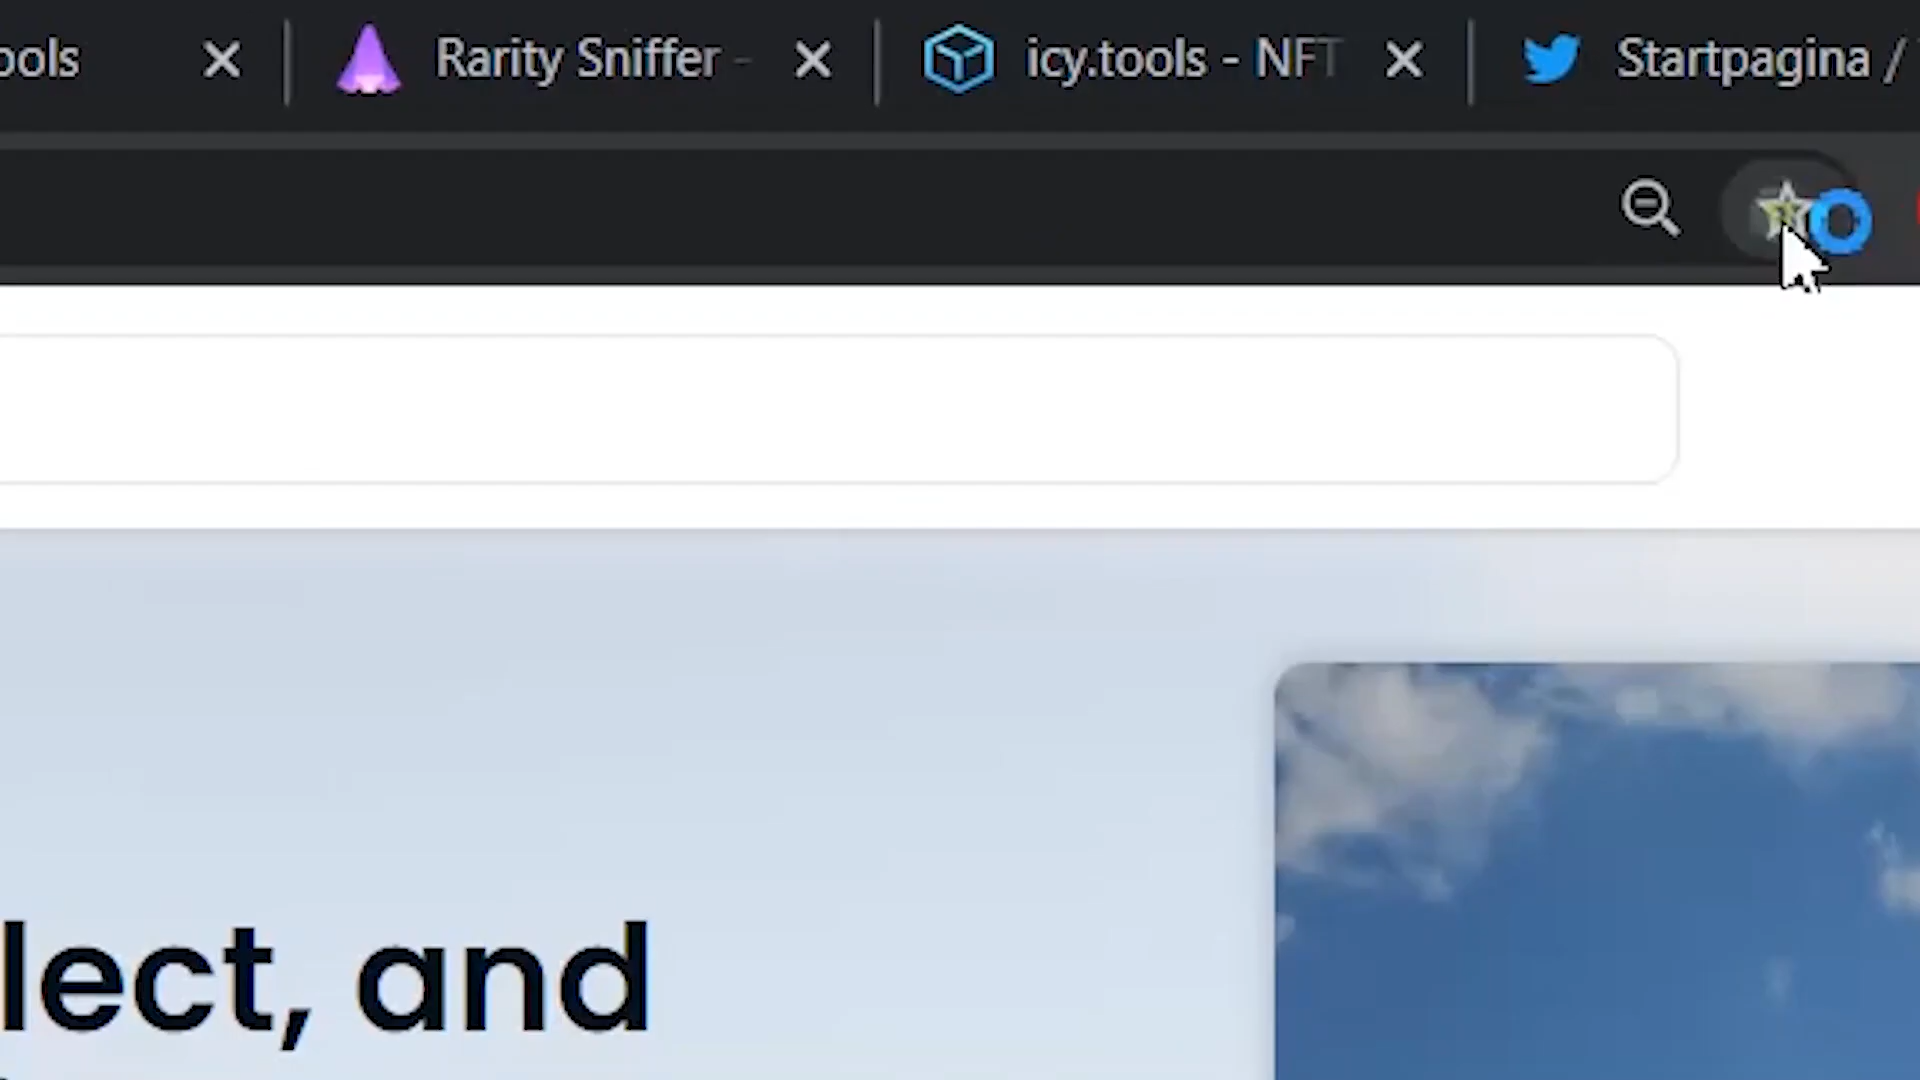 ools
Rarity Sniffer -
icy.tools - NFT
Startpagina /
lect, and